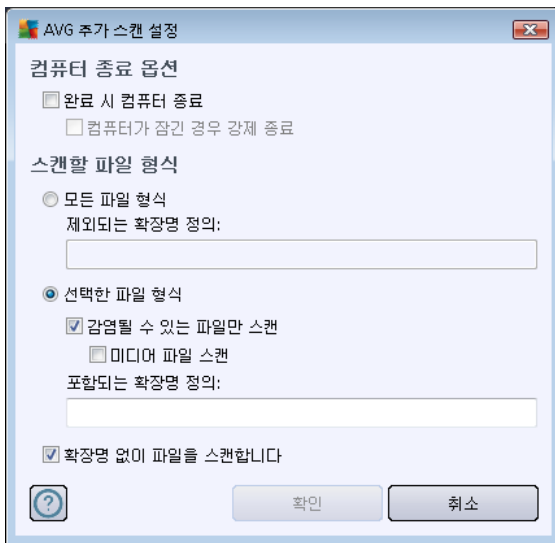 AVG 추가 스캔 설정
컴퓨터 종료 옵션
완료 시 컴퓨터 종료
컴퓨터가 잠긴 경우 강제 종료
스캔할 파일 형식
모든 파일 형식
제외되는 확장명 정의:
선택한 파일 형식
감염될 수 있는 파일만 스캔
미디어 파일 스캔
포함되는 확장명 정의:
확장명 없이 파일을 스캔합니다
? 확인 취소